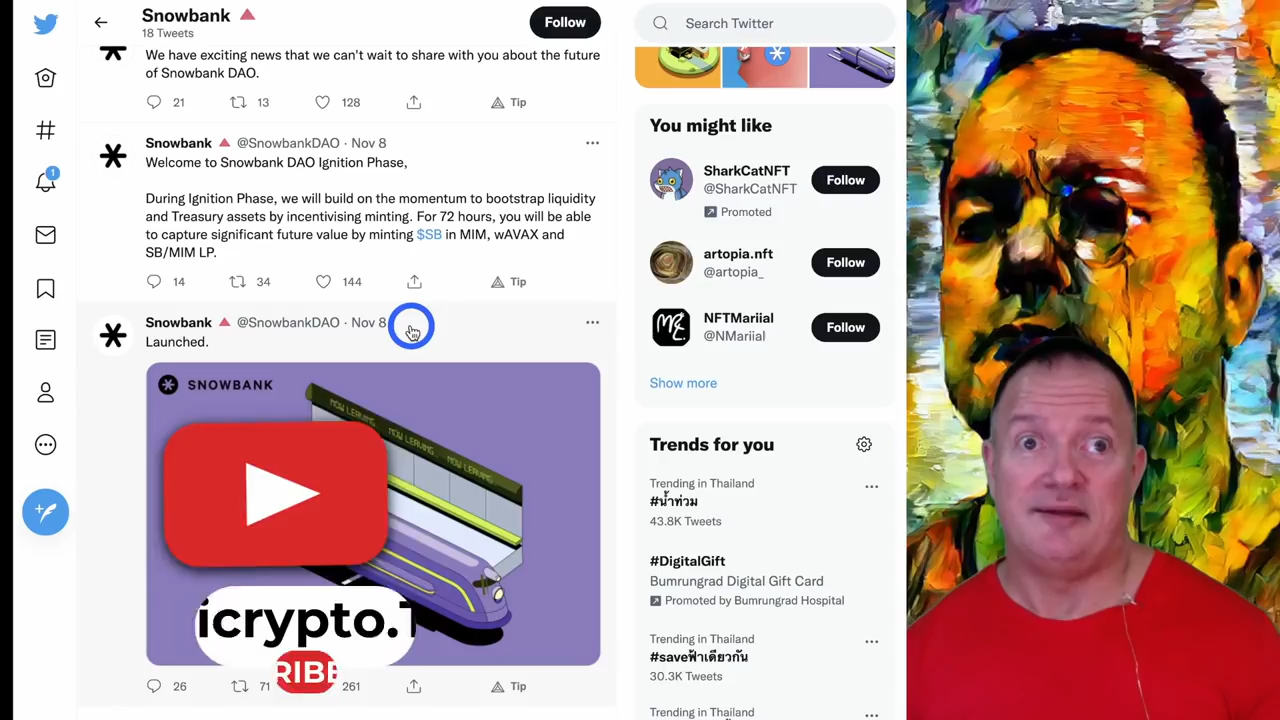 Snowbank
18 Tweets
Follow
We have exciting news that we can't wait to share with you about the future
of Snowbank DAO.
21 13 128 Tip
Snowbank @SnowbankDAO · Nov 8
Welcome to Snowbank DAO Ignition Phase,
During Ignition Phase, we will build on the momentum to bootstrap liquidity
and Treasury assets by incentivising minting. For 72 hours, you will be able
to capture significant future value by minting $SB in MIM, wAVAX and
SB/MIM LP.
14 34 144 Tip
Snowbank @SnowbankDAO · Nov 8
Launched.
SNOWBANK
NOW LEAVING
NOW LEAVING
NOW LEAVING
icrypto.T
RIBE
26 71 261 Tip
1
Search Twitter
You might like
SharkCatNFT
@SharkCatNFT
Follow
Promoted
artopia.nft
@artopia_
Follow
NFTMariial
@NMariial
Follow
Show more
Trends for you
Trending in Thailand
#น้ำท่วม
43.8K Tweets
#DigitalGift
Bumrungrad Digital Gift Card
Promoted by Bumrungrad Hospital
Trending in Thailand
#saveฟ้าเดียวกัน
30.3K Tweets
Trending in Thailand